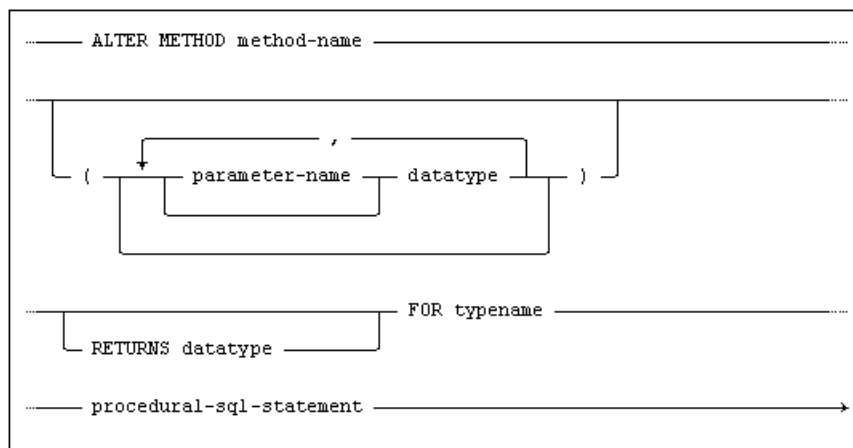 ALTER METHOD method-name
,
( parameter-name datatype )
FOR typename
RETURNS datatype
procedural-sql-statement